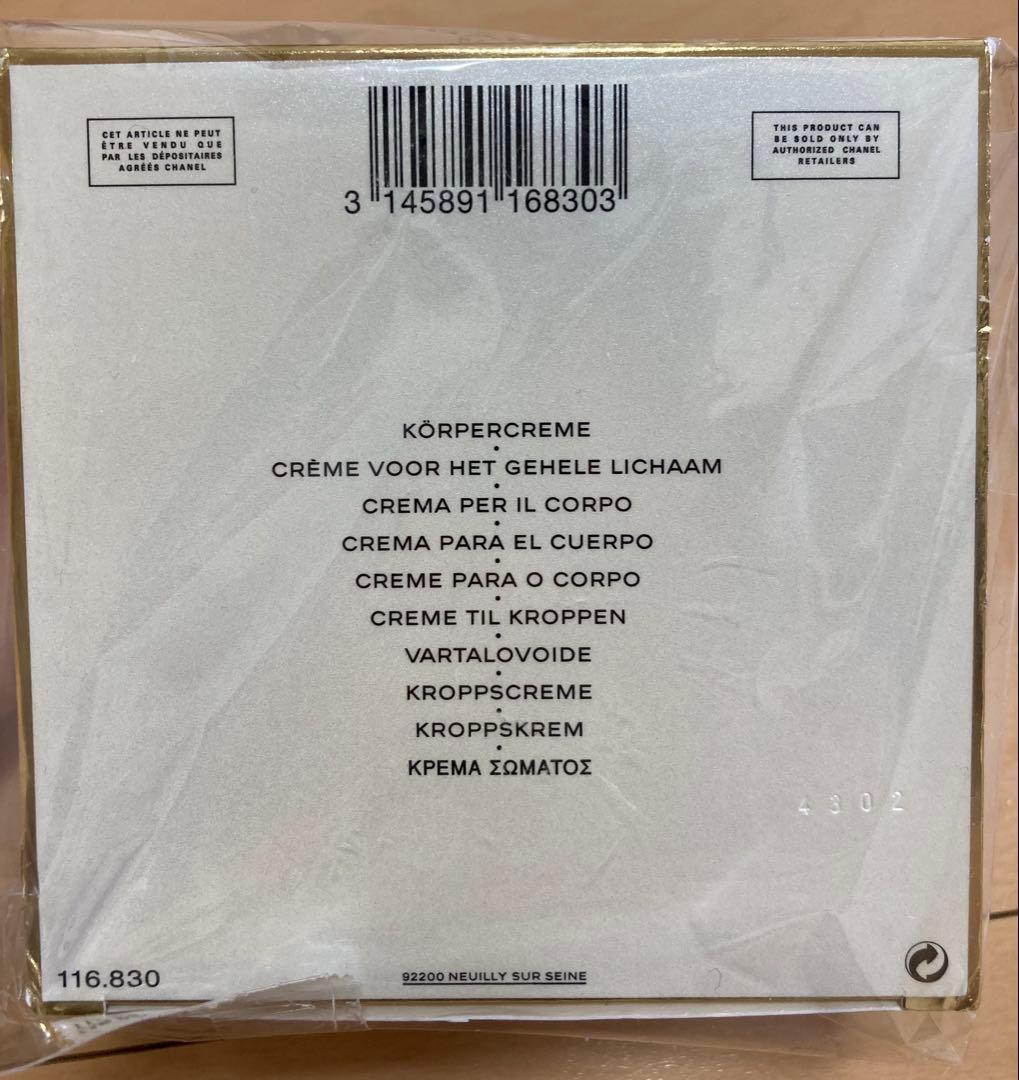 CET ARTICLE NE PEUT
ÊTRE VENDU QUE
PAR LES DÉPOSITAIRES
AGRÉÉS CHANEL
3 145891 168303
THIS PRODUCT CAN
BE SOLD ONLY BY
AUTHORIZED CHANEL
RETAILERS
KÖRPERCREME
•
CRÈME VOOR HET GEHELE LICHAAM
•
CREMA PER IL CORPO
•
CREMA PARA EL CUERPO
•
CREME PARA O CORPO
•
CREME TIL KROPPEN
•
VARTALOVOIDE
•
KROPPSCREME
•
KROPPSKREM
•
ΚΡΕΜΑ ΣΩΜΑΤΟΣ
4302
116.830
92200 NEUILLY SUR SEINE